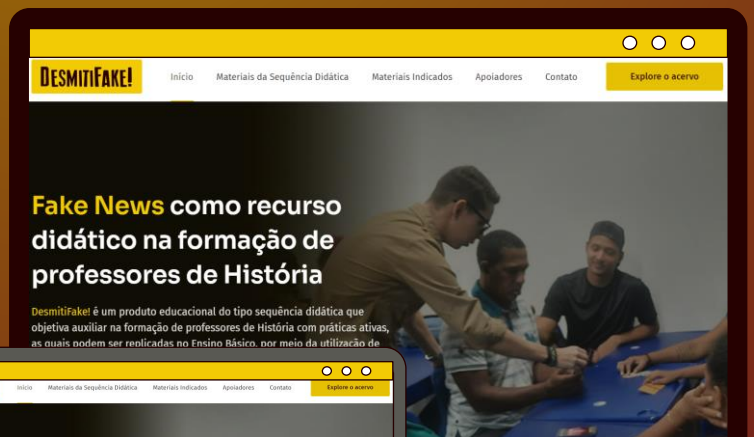 DESMITIFAKE!
Início Materiais da Sequência Didática Materiais Indicados Apoiadores Contato Explore o acervo
Fake News como recurso
didático na formação de
professores de História
DesmitiFake! é um produto educacional do tipo sequência didática que
objetiva auxiliar na formação de professores de História com práticas ativas,
as quais podem ser replicadas no Ensino Básico, por meio da utilização de
Início Materiais da Sequência Didática Materiais Indicados Apoiadores Contato Explore o acervo